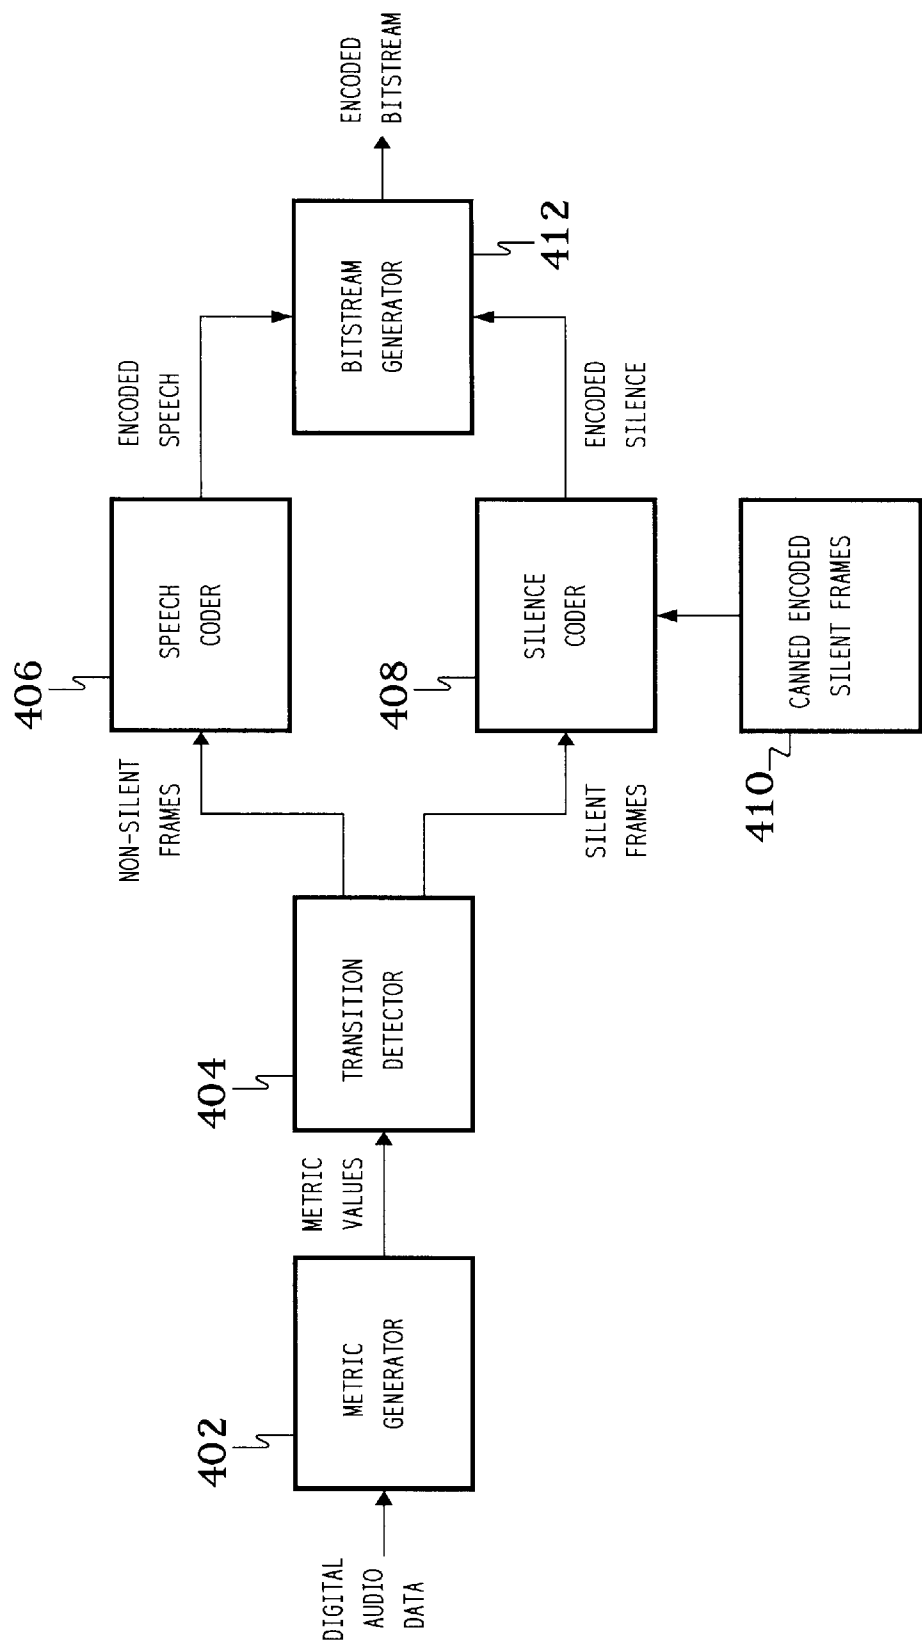 DIGITAL
AUDIO
DATA
402
METRIC
GENERATOR
METRIC
VALUES
404
TRANSITION
DETECTOR
NON-SILENT
FRAMES
SILENT
FRAMES
406
SPEECH
CODER
408
SILENCE
CODER
410
CANNED ENCODED
SILENT FRAMES
ENCODED
SPEECH
ENCODED
SILENCE
BITSTREAM
GENERATOR
412
ENCODED
BITSTREAM